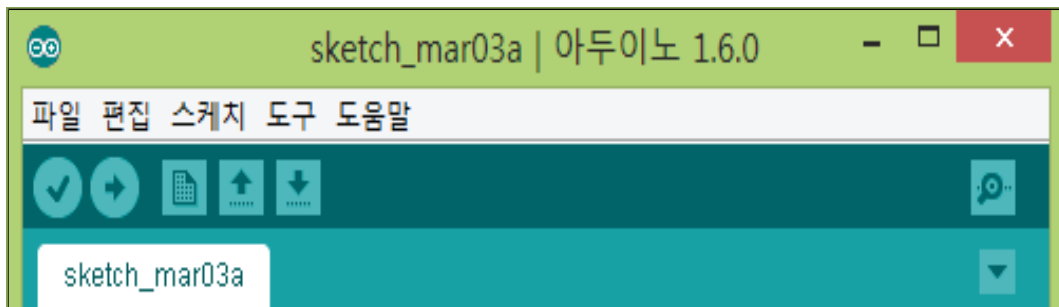 sketch_mar03a | 아두이노 1.6.0
파일 편집 스케치 도구 도움말
sketch_mar03a